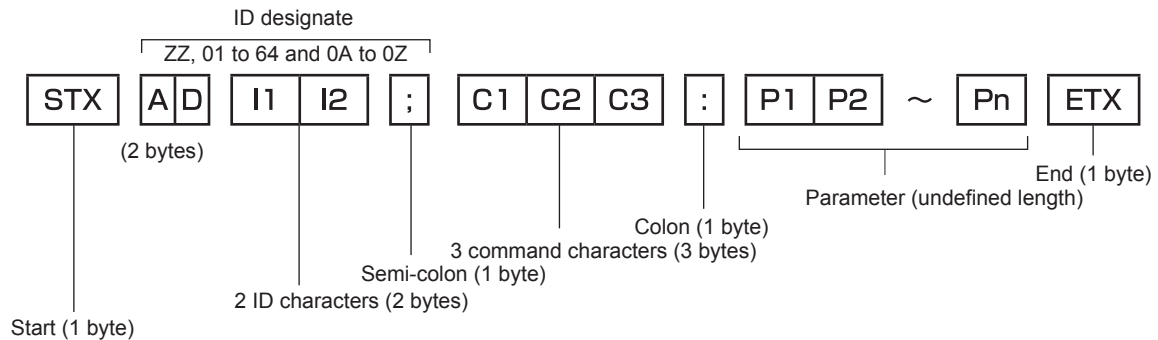 ID designate
ZZ, 01 to 64 and 0A to 0Z
STX A D I1 I2 ; C1 C2 C3 : P1 P2 ~ Pn ETX
(2 bytes)
End (1 byte)
Parameter (undefined length)
Colon (1 byte)
3 command characters (3 bytes)
Semi-colon (1 byte)
2 ID characters (2 bytes)
Start (1 byte)